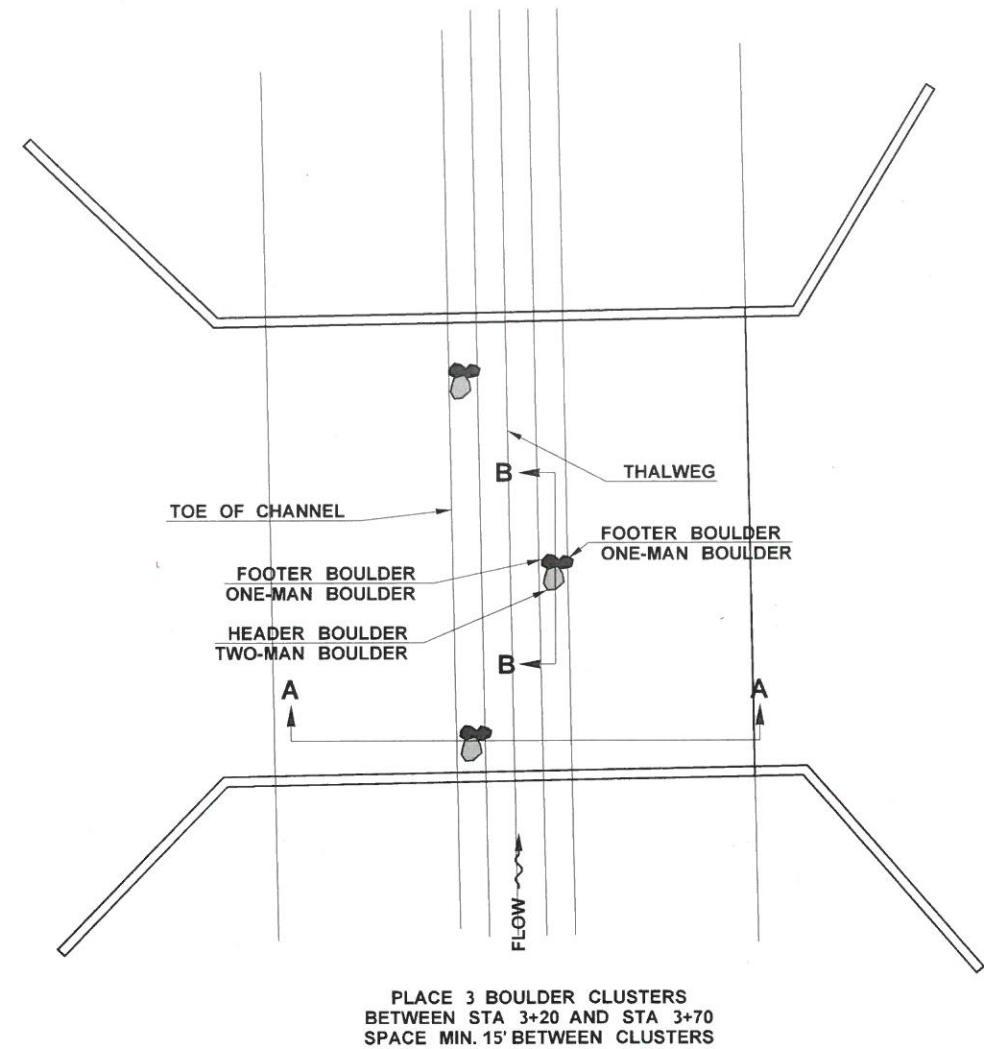 B
THALWEG
TOE OF CHANNEL
FOOTER BOULDER
ONE-MAN BOULDER
FOOTER BOULDER
ONE-MAN BOULDER
HEADER BOULDER
TWO-MAN BOULDER
B
A
A
FLOW
PLACE 3 BOULDER CLUSTERS
BETWEEN STA 3+20 AND STA 3+70
SPACE MIN. 15' BETWEEN CLUSTERS